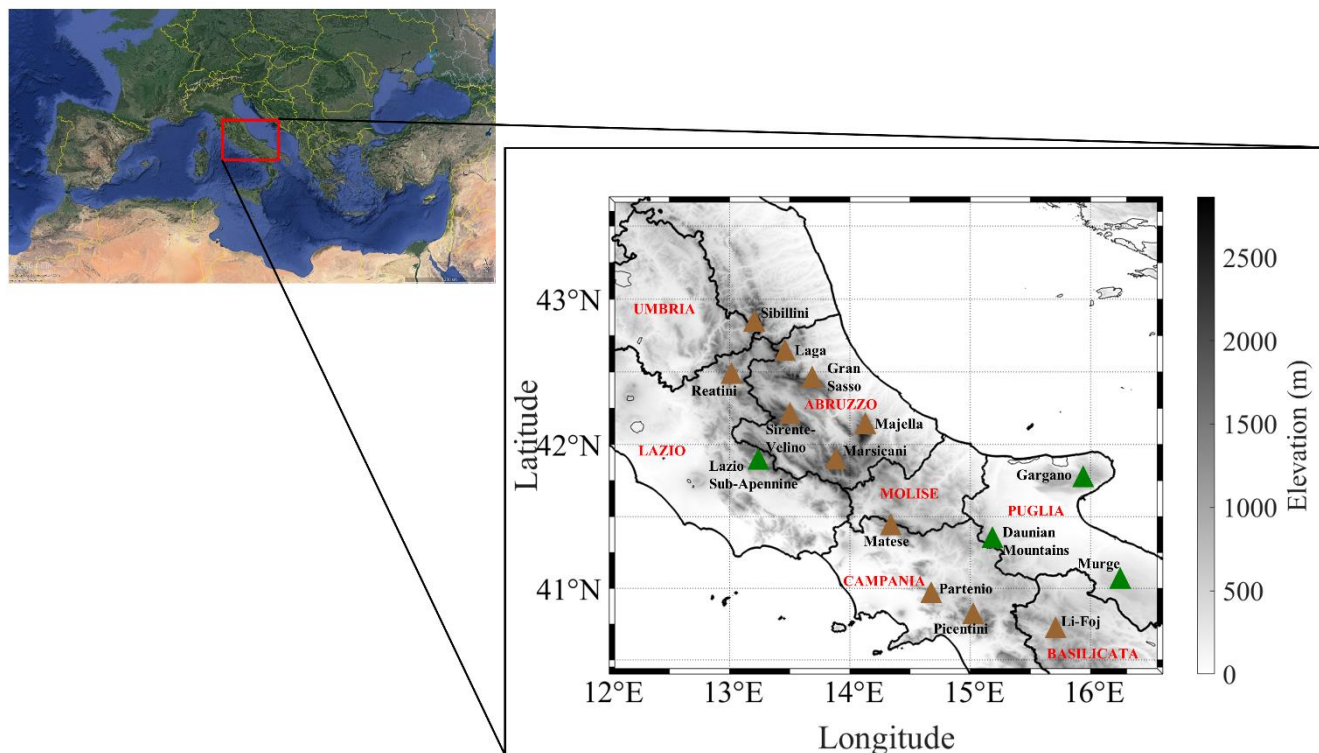 43°N
42°N
41°N
12°E
13°E
14°E
15°E
16°E
Latitude
Longitude
UMBRIA
Sibillini
Laga
Gran
Sasso
Reatini
ABRUZZO
Sirente-
Velino
Majella
LAZIO
Marsicani
Lazio
Sub-Apennine
MOLISE
Gargano
PUGLIA
Matese
Daunian
Mountains
Murge
CAMPANIA
Partenio
Picentini
Li-Foj
BASILICATA
2500
2000
1500
1000
500
0
Elevation (m)